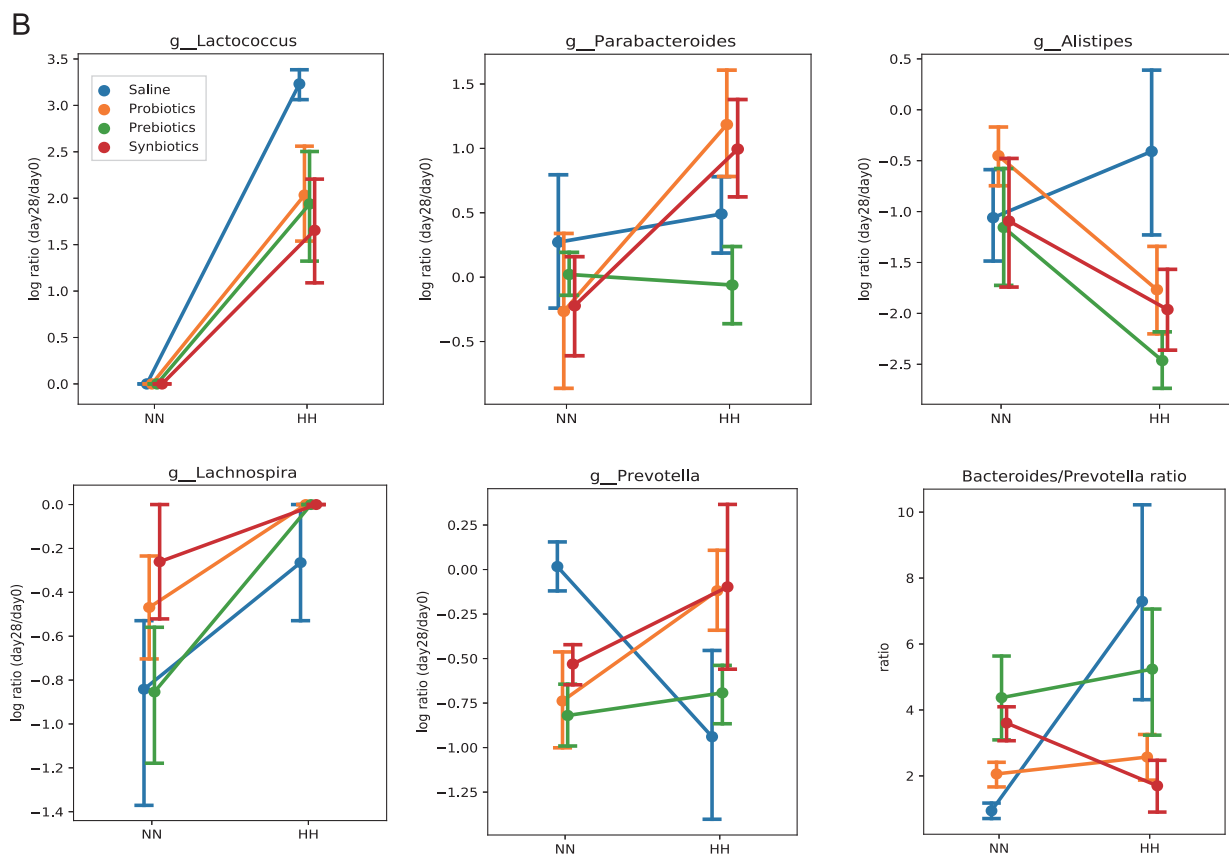 B
g__Lactococcus
3.5
3.0
2.5
2.0
1.5
1.0
0.5
0.0
log ratio (day28/day0)
Saline
Probiotics
Prebiotics
Synbiotics
NN HH
g__Parabacteroides
1.5
1.0
0.5
0.0
−0.5
log ratio (day28/day0)
NN HH
g__Alistipes
0.5
0.0
−0.5
−1.0
−1.5
−2.0
−2.5
log ratio (day28/day0)
NN HH
g__Lachnospira
0.0
−0.2
−0.4
−0.6
−0.8
−1.0
−1.2
−1.4
log ratio (day28/day0)
NN HH
g__Prevotella
0.25
0.00
−0.25
−0.50
−0.75
−1.00
−1.25
log ratio (day28/day0)
NN HH
Bacteroides/Prevotella ratio
10
8
6
4
2
ratio
NN HH